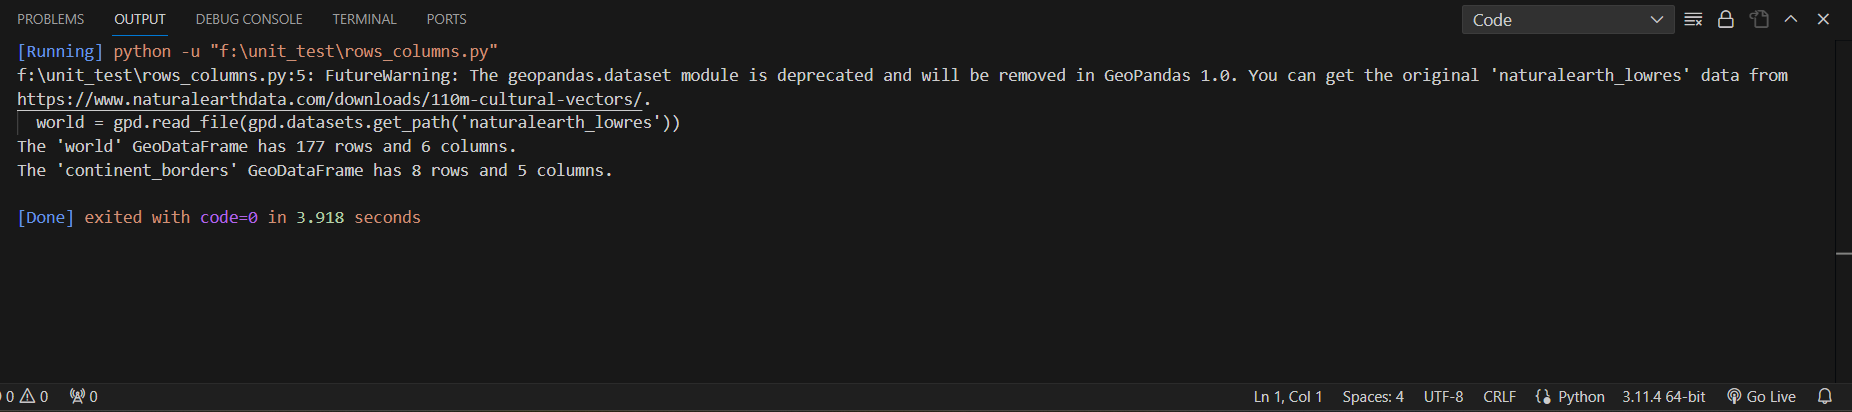 PROBLEMS OUTPUT DEBUG CONSOLE TERMINAL PORTS Code
[Running] python -u "f:\unit_test\rows_columns.py"
f:\unit_test\rows_columns.py:5: FutureWarning: The geopandas.dataset module is deprecated and will be removed in GeoPandas 1.0. You can get the original 'naturalearth_lowres' data from
https://www.naturalearthdata.com/downloads/110m-cultural-vectors/.
world = gpd.read_file(gpd.datasets.get_path('naturalearth_lowres'))
The 'world' GeoDataFrame has 177 rows and 6 columns.
The 'continent_borders' GeoDataFrame has 8 rows and 5 columns.
[Done] exited with code=0 in 3.918 seconds
0 0 0 Ln 1, Col 1 Spaces: 4 UTF-8 CRLF Python 3.11.4 64-bit Go Live